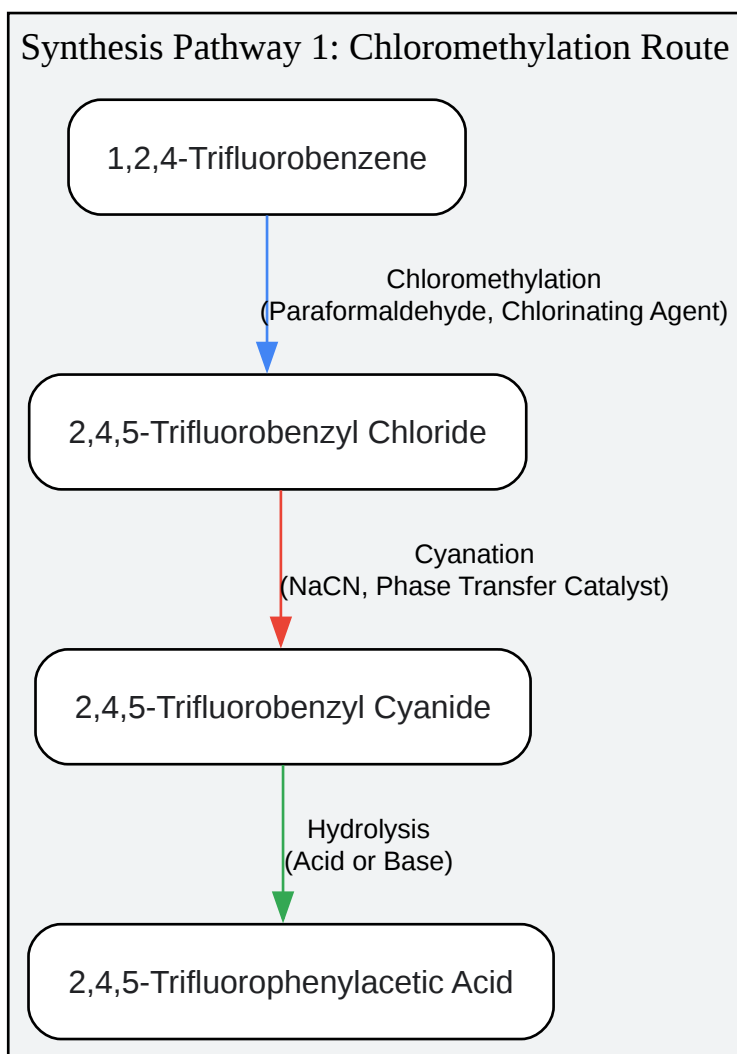 Synthesis Pathway 1: Chloromethylation Route
1,2,4-Trifluorobenzene
Chloromethylation
(Paraformaldehyde, Chlorinating Agent)
2,4,5-Trifluorobenzyl Chloride
Cyanation
(NaCN, Phase Transfer Catalyst)
2,4,5-Trifluorobenzyl Cyanide
Hydrolysis
(Acid or Base)
2,4,5-Trifluorophenylacetic Acid